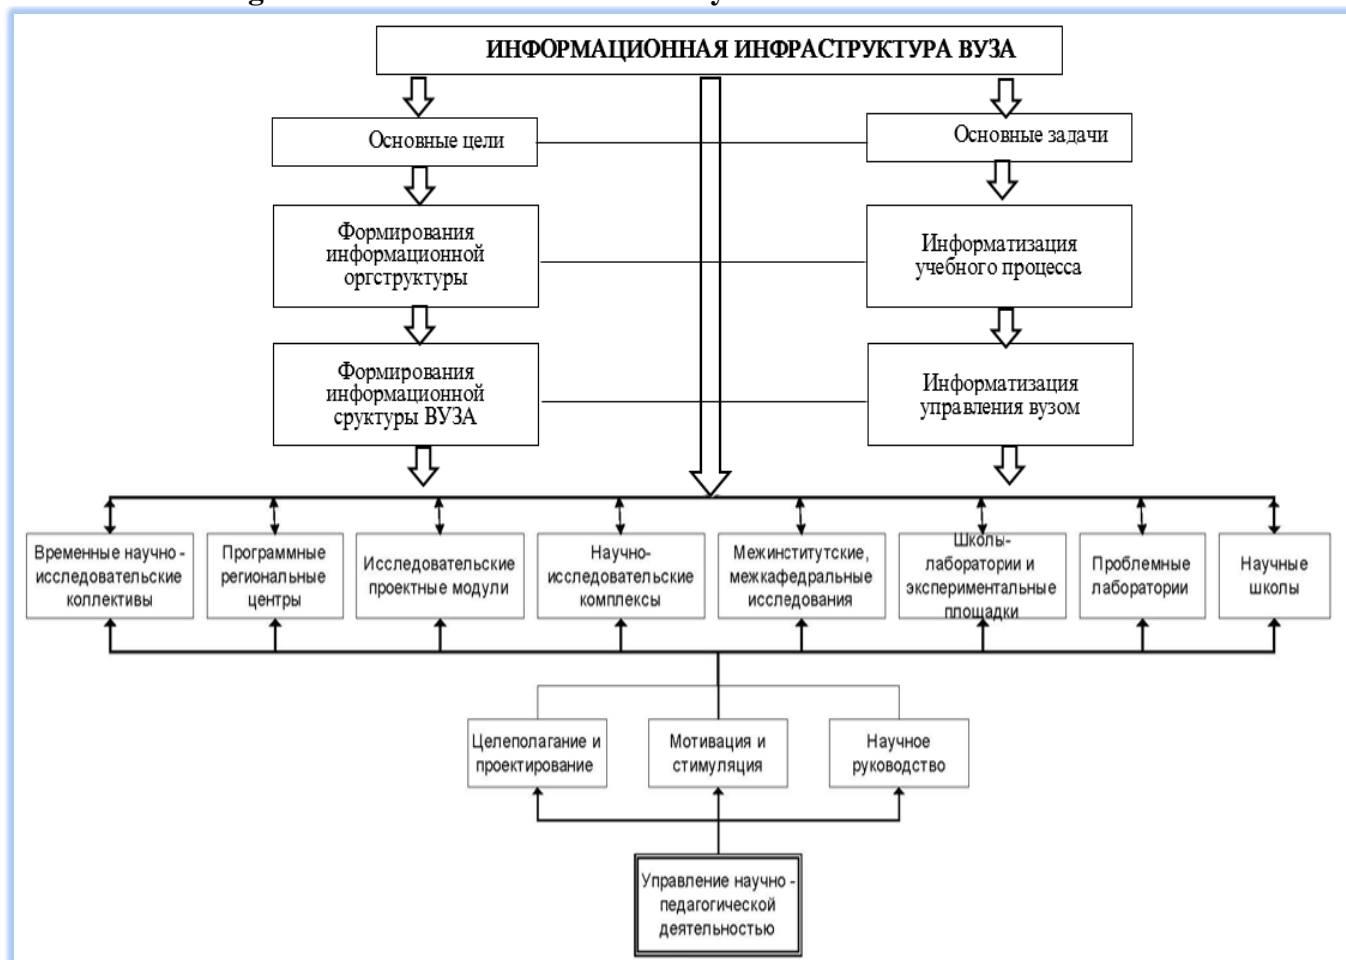 ИНФОРМАЦИОННАЯ ИНФРАСТРУКТУРА ВУЗА
Основные цели
Основные задачи
Формирования
информационной
оргструктуры
Информатизация
учебного процесса
Формирования
информационной
сруктуры ВУЗА
Информатизация
управления вузом
Временные научно -
исследовательские
коллективы
Программные
региональные
центры
Исследовательские
проектные модули
Научно-
исследовательские
комплексы
Межинститутские,
межкафедральные
исследования
Школы-
лаборатории и
экспериментальные
площадки
Проблемные
лаборатории
Научные
школы
Целеполагание и
проектирование
Мотивация и
стимуляция
Научное
руководство
Управление научно -
педагогической
деятельностью